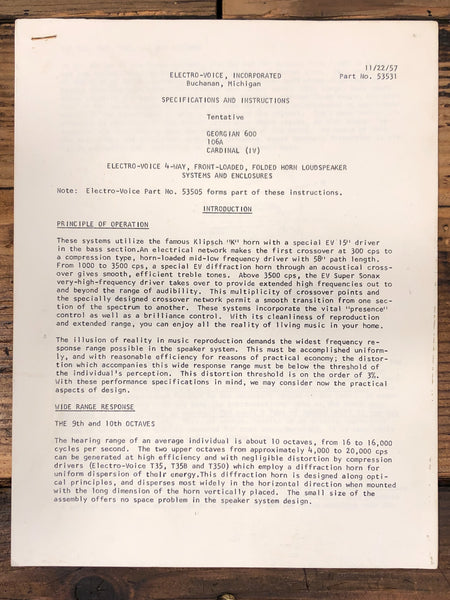 11/22/57
ELECTRO-VOICE, INCORPORATED Part No. 53531
Buchanan, Michigan
SPECIFICATIONS AND INSTRUCTIONS
Tentative
GEORGIAN 600
106A
CARDINAL (IV)
ELECTRO-VOICE 4-WAY, FRONT-LOADED, FOLDED HORN LOUDSPEAKER
SYSTEMS AND ENCLOSURES
Note: Electro-Voice Part No. 53505 forms part of these instructions.
INTRODUCTION
PRINCIPLE OF OPERATION
These systems utilize the famous Klipsch "K" horn with a special EV 15" driver
in the bass section.An electrical network makes the first crossover at 300 cps to
a compression type, horn-loaded mid-low frequency driver with 58" path length.
From 1000 to 3500 cps, a special EV diffraction horn through an acoustical cross-
over gives smooth, efficient treble tones. Above 3500 cps, the EV Super Sonax
very-high-frequency driver takes over to provide extended high frequencies out to
and beyond the range of audibility. This multiplicity of crossover points and
the specially designed crossover network permit a smooth transition from one sec-
tion of the spectrum to another. These systems incorporate the vital "presence"
control as well as a brilliance control. With its cleanliness of reproduction
and extended range, you can enjoy all the reality of living music in your home.
The illusion of reality in music reproduction demands the widest frequency re-
sponse range possible in the speaker system. This must be accomplished uniform-
ly, and with reasonable efficiency for reasons of practical economy; the distor-
tion which accompanies this wide response range must be below the threshold of
the individual's perception. This distortion threshold is on the order of 3%.
With these performance specifications in mind, we may consider now the practical
aspects of design.
WIDE RANGE RESPONSE
THE 9th and 10th OCTAVES
The hearing range of an average individual is about 10 octaves, from 16 to 16,000
cycles per second. The two upper octaves from approximately 4,000 to 20,000 cps
can be generated at high efficiency and with negligible distortion by compression
drivers (Electro-Voice T35, T35B and T350) which employ a diffraction horn for
uniform dispersion of their energy.This diffraction horn is designed along opti-
cal principles, and disperses most widely in the horizontal direction when mounted
with the long dimension of the horn vertically placed. The small size of the
assembly offers no space problem in the speaker system design.